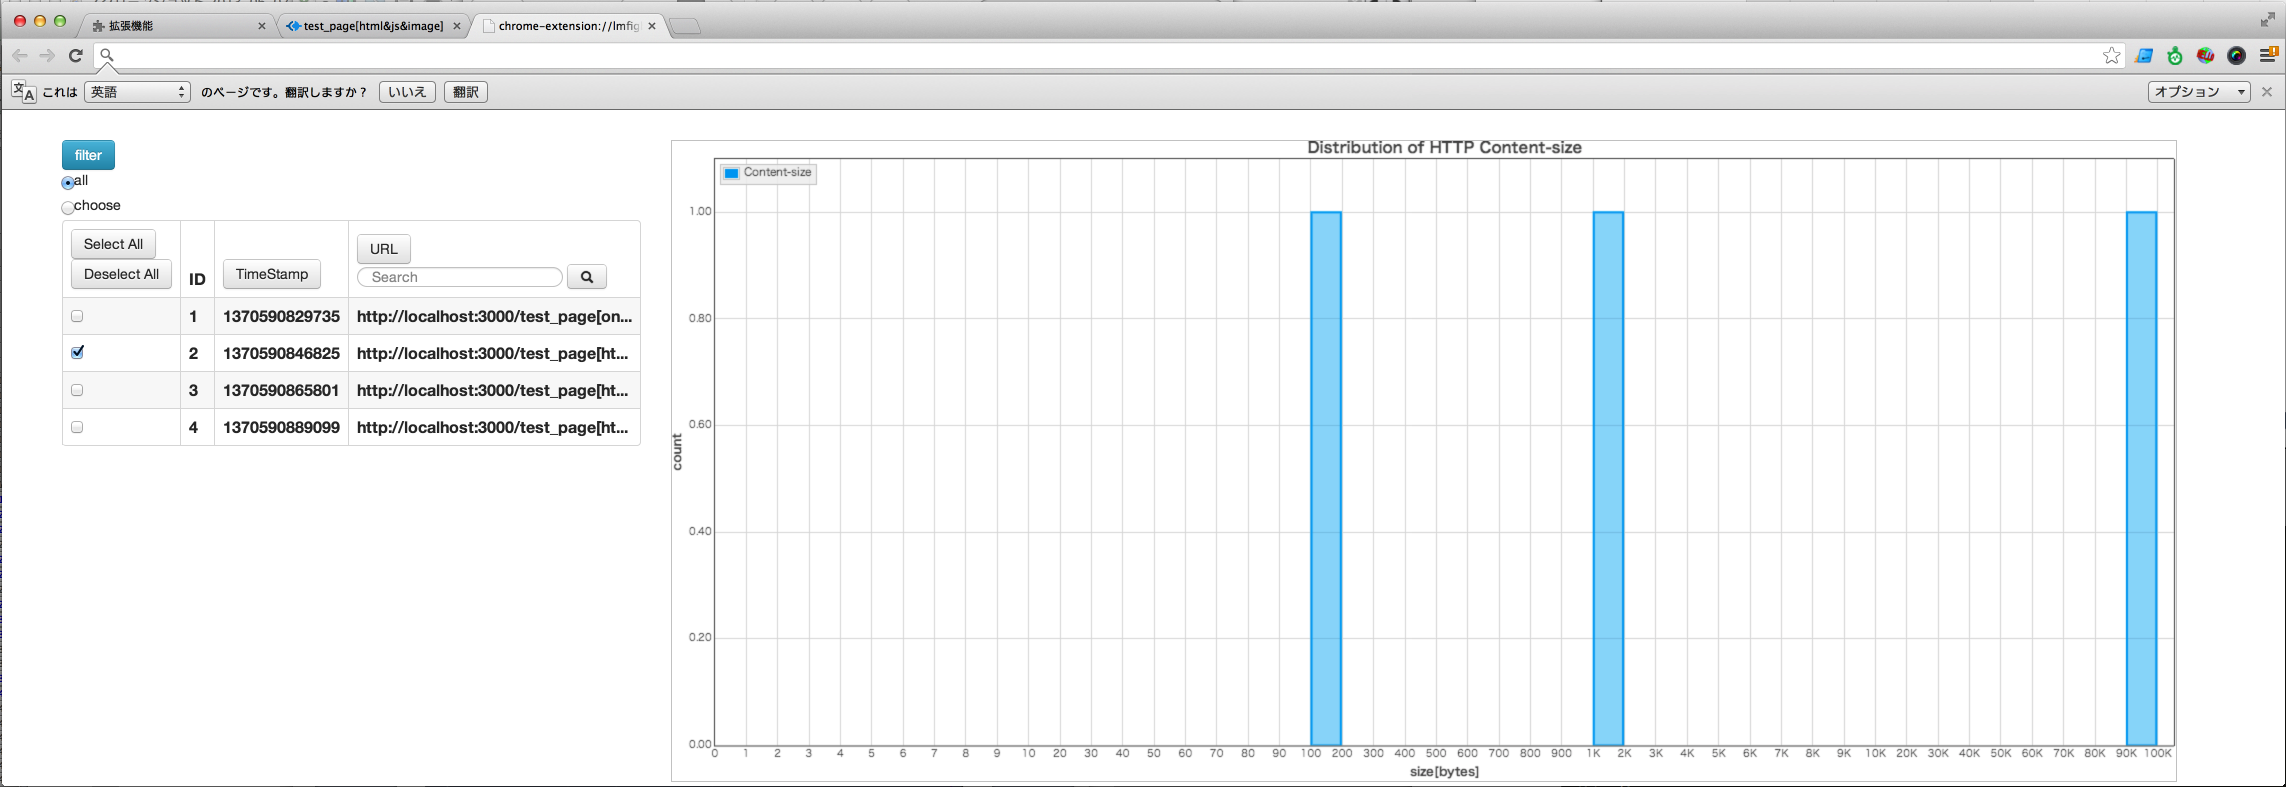 拡張機能
test_page[html&js&image]
chrome-extension://lmfig
これは 英語 のページです。翻訳しますか? いいえ 翻訳 オプション
filter
all
choose
Select All
Deselect All
ID
TimeStamp
URL
Search
1 1370590829735 http://localhost:3000/test_page[on...
2 1370590846825 http://localhost:3000/test_page[ht...
3 1370590865801 http://localhost:3000/test_page[ht...
4 1370590889099 http://localhost:3000/test_page[ht...
Distribution of HTTP Content-size
Content-size
1.00
0.80
0.60
count
0.40
0.20
0.00
0 1 2 3 4 5 6 7 8 9 10 20 30 40 50 60 70 80 90 100 200 300 400 500 600 700 800 900 1K 2K 3K 4K 5K 6K 7K 8K 9K 10K 20K 30K 40K 50K 60K 70K 80K 90K 100K
size[bytes]